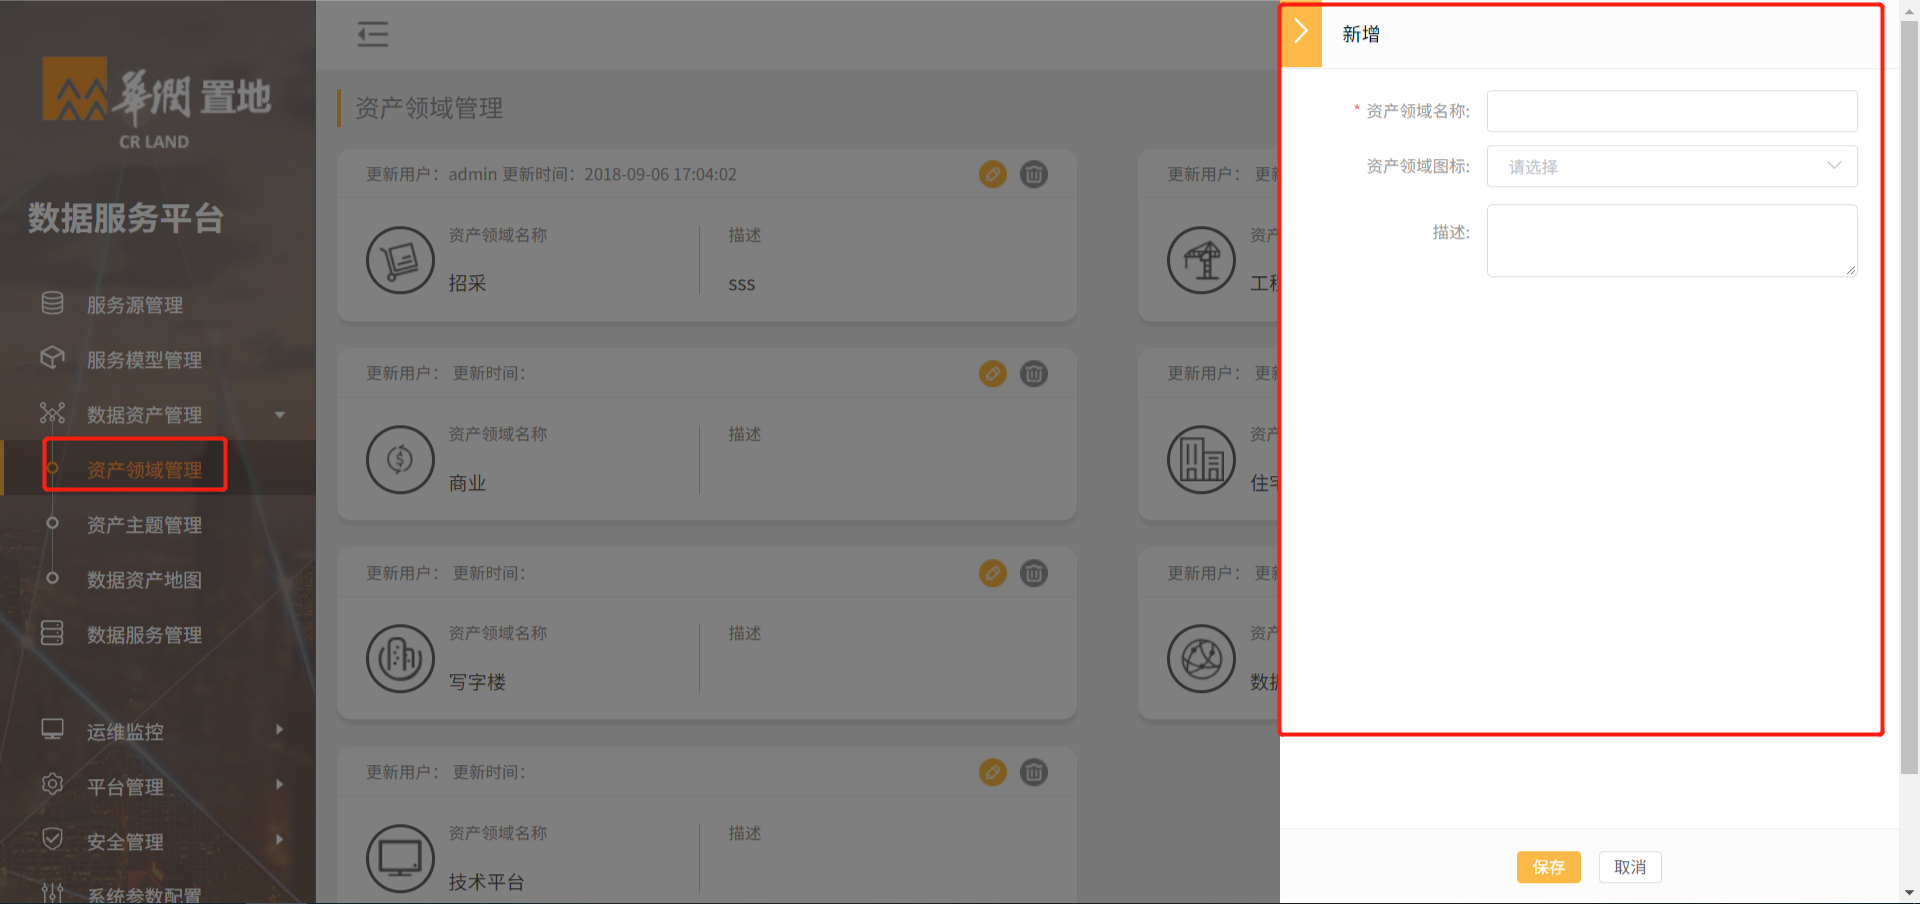 華潤置地
CR LAND
数据服务平台
服务源管理
服务模型管理
数据资产管理
资产领域管理
资产主题管理
数据资产地图
数据服务管理
运维监控
平台管理
安全管理
系统参数配置
资产领域管理
更新用户：admin 更新时间：2018-09-06 17:04:02
资产领域名称
描述
招采
sss
更新用户： 更新时间：
资产领域名称
描述
商业
更新用户： 更新时间：
资产领域名称
描述
写字楼
更新用户： 更新时间：
资产领域名称
描述
技术平台
更新用户： 更新
资产
工程
更新用户： 更新
资产
住宅
更新用户： 更新
资产
数据
新增
* 资产领域名称:
资产领域图标:
请选择
描述:
保存
取消